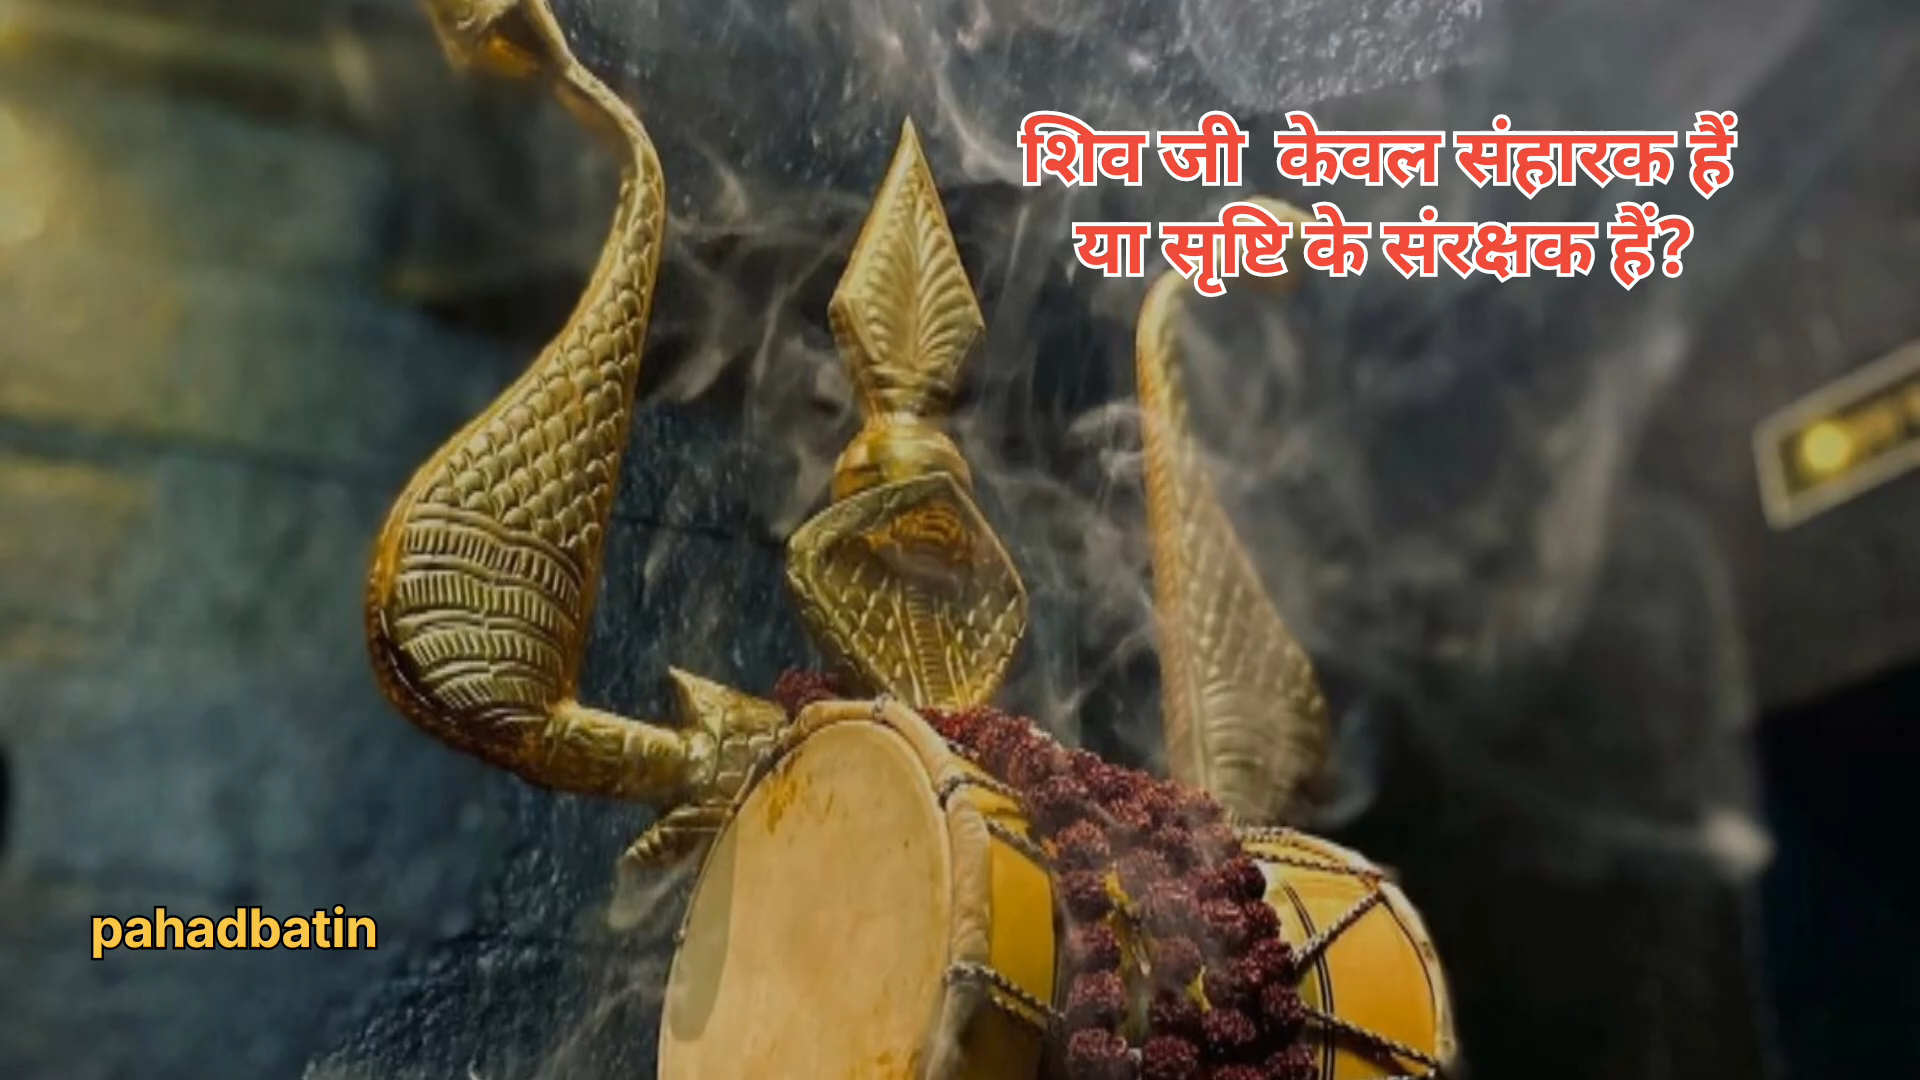 शिव जी केवल संहारक हैं
या सृष्टि के संरक्षक हैं?
pahadbatin